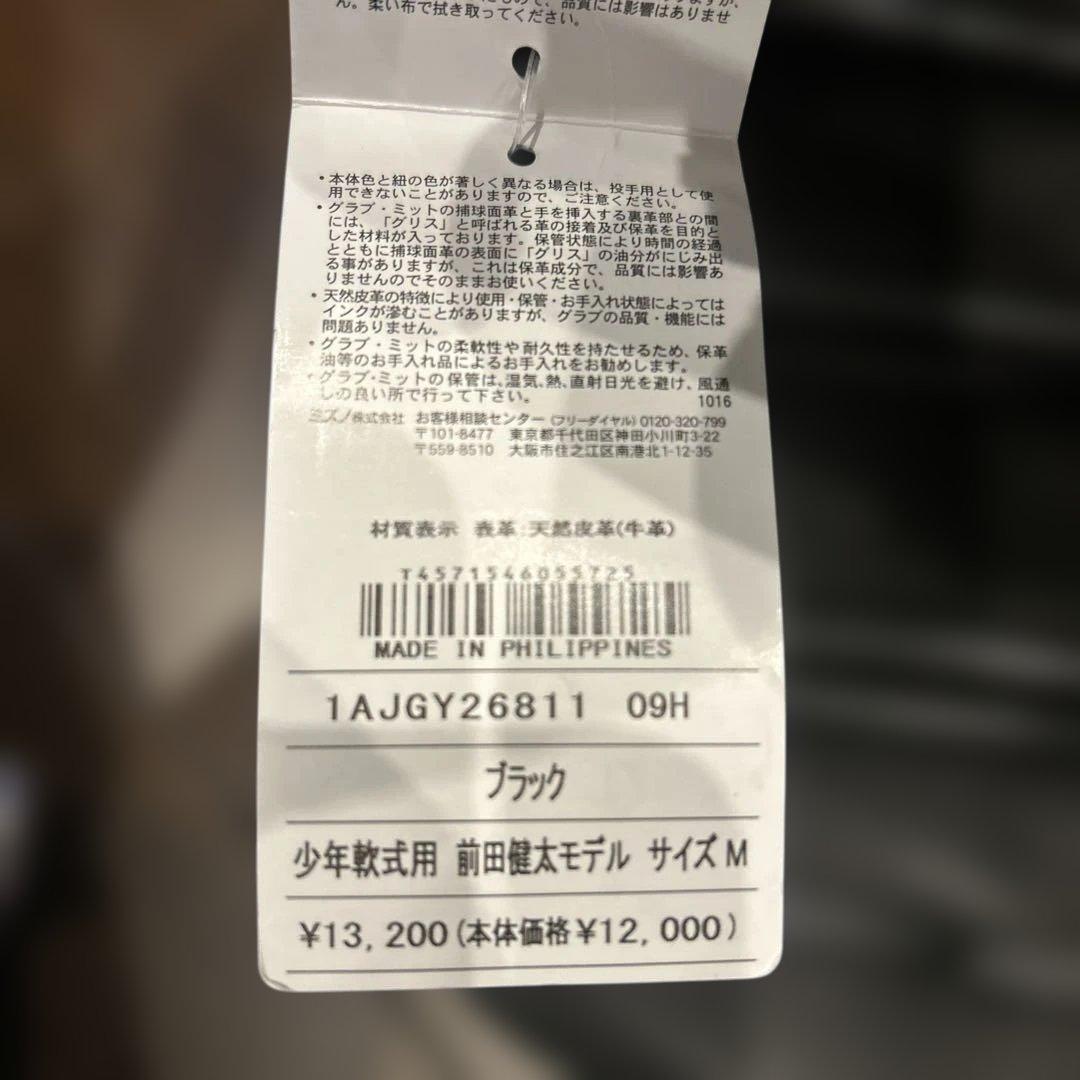 品質には影響はありませ
ん。柔い布で拭き取ってください。
・本体色と紐の色が著しく異なる場合は、投手用として使
用できないことがありますので、ご注意ください。
・グラブ・ミットの捕球面革と手を挿入する裏革部との間
には、「グリス」と呼ばれる革の接着及び保革を目的と
した材料が入っております。保管状態により時間の経過
とともに捕球面革の表面に「グリス」の油分がにじみ出
る事がありますが、これは保革成分で、品質には影響あ
りませんのでそのままお使いください。
・天然皮革の特徴により使用・保管・お手入れ状態によっては
インクが滲むことがありますが、グラブの品質・機能には
問題ありません。
・グラブ・ミットの柔軟性や耐久性を持たせるため、保革
油等のお手入れ品によるお手入れをお勧めします。
・グラブ・ミットの保管は、湿気、熱、直射日光を避け、風通
しの良い所で行って下さい。
1016
ミズノ株式会社 お客様相談センター (フリーダイヤル) 0120-320-799
〒101-8477 東京都千代田区神田小川町3-22
〒559-8510 大阪市住之江区南港北1-12-35
材質表示 表革:天然皮革(牛革)
T4571546055725
MADE IN PHILIPPINES
1AJGY26811 09H
ブラック
少年軟式用 前田健太モデル サイズM
¥13,200(本体価格¥12,000)